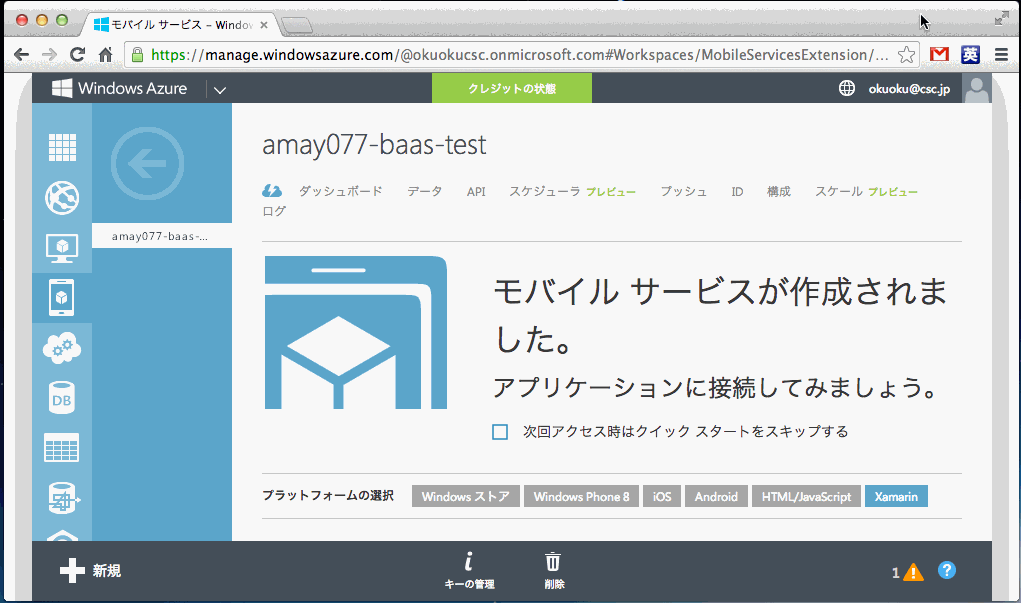 モバイル サービス – Windov
https://manage.windowsazure.com/@okuokucsc.onmicrosoft.com#Workspaces/MobileServicesExtension/...
英
Windows Azure
クレジットの状態
okuoku@csc.jp
amay077-baas-test
ダッシュボード データ API スケジューラ プレビュー プッシュ ID 構成 スケール プレビュー
ログ
amay077-baas-...
モバイル サービスが作成されま
した。
アプリケーションに接続してみましょう。
次回アクセス時はクイック スタートをスキップする
DB
プラットフォームの選択 Windows ストア Windows Phone 8 iOS Android HTML/JavaScript Xamarin
新規
キーの管理
削除
1
?